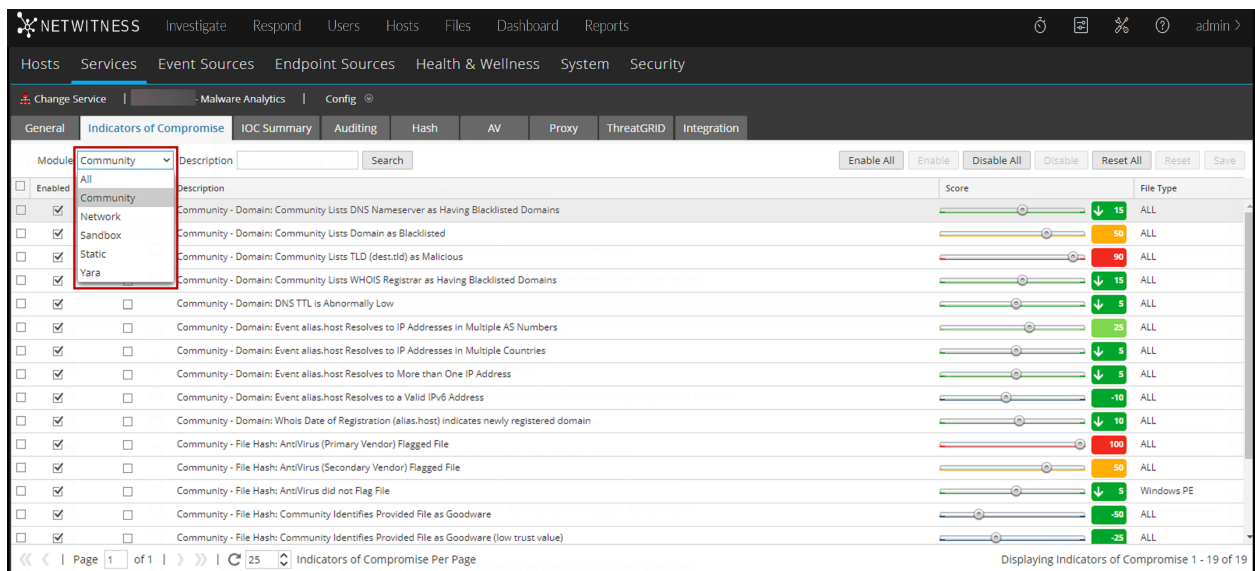 NETWITNESS Investigate Respond Users Hosts Files Dashboard Reports admin >
Hosts Services Event Sources Endpoint Sources Health & Wellness System Security
Change Service | - Malware Analytics | Config
General Indicators of Compromise IOC Summary Auditing Hash AV Proxy ThreatGRID Integration
Module Community Description Search Enable All Enable Disable All Disable Reset All Reset Save
All
Community
Network
Sandbox
Static
Yara
Enabled Description Score File Type
Community - Domain: Community Lists DNS Nameserver as Having Blacklisted Domains 15 ALL
Community - Domain: Community Lists Domain as Blacklisted 50 ALL
Community - Domain: Community Lists TLD (dest.tld) as Malicious 90 ALL
Community - Domain: Community Lists WHOIS Registrar as Having Blacklisted Domains 15 ALL
Community - Domain: DNS TTL is Abnormally Low 5 ALL
Community - Domain: Event alias.host Resolves to IP Addresses in Multiple AS Numbers 25 ALL
Community - Domain: Event alias.host Resolves to IP Addresses in Multiple Countries 5 ALL
Community - Domain: Event alias.host Resolves to More than One IP Address 5 ALL
Community - Domain: Event alias.host Resolves to a Valid IPv6 Address -10 ALL
Community - Domain: Whois Date of Registration (alias.host) indicates newly registered domain 10 ALL
Community - File Hash: AntiVirus (Primary Vendor) Flagged File 100 ALL
Community - File Hash: AntiVirus (Secondary Vendor) Flagged File 50 ALL
Community - File Hash: AntiVirus did not Flag File 5 Windows PE
Community - File Hash: Community Identifies Provided File as Goodware -50 ALL
Community - File Hash: Community Identifies Provided File as Goodware (low trust value) -25 ALL
Page 1 of 1 | 25 Indicators of Compromise Per Page Displaying Indicators of Compromise 1 - 19 of 19